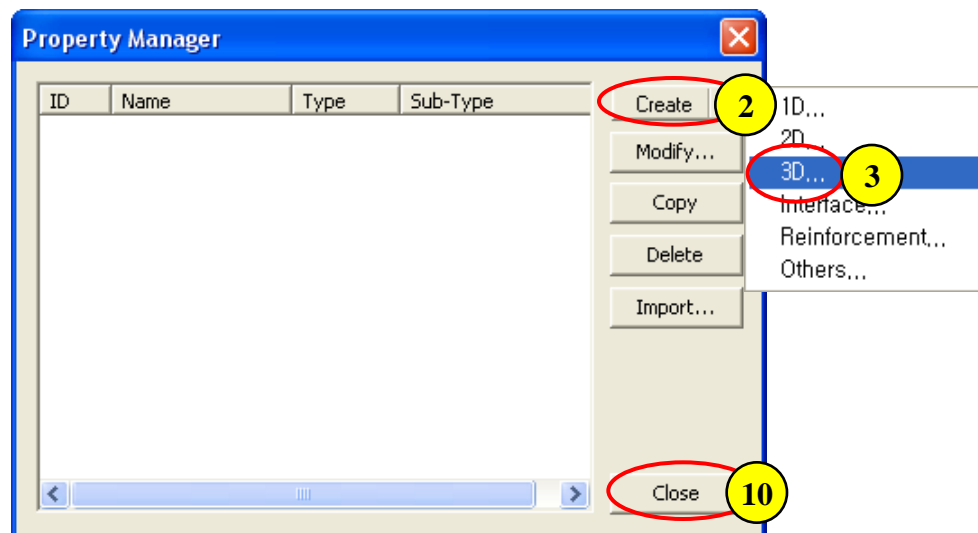 Property Manager
ID Name Type Sub-Type
Create 2
Modify...
Copy
Delete
Import...
Close 10
1D...
2D...
3D... 3
Interface...
Reinforcement...
Others...